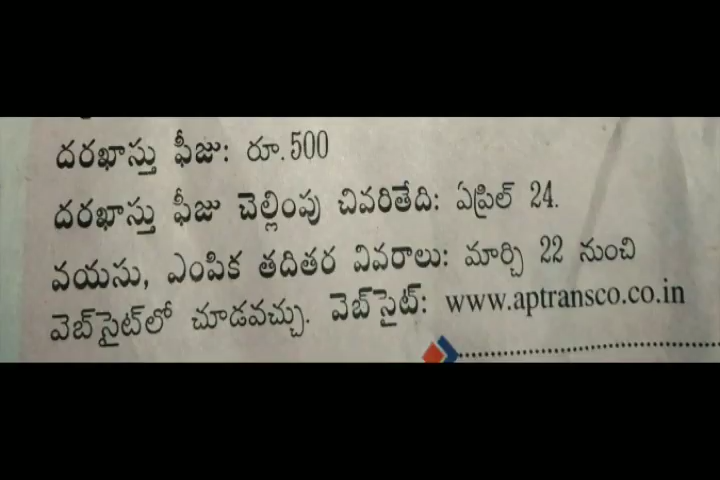 దరఖాస్తు ఫీజు: రూ.500
దరఖాస్తు ఫీజు చెల్లింపు చివరితేది: ఏప్రిల్ 24.
వయసు, ఎంపిక తదితర వివరాలు: మార్చి 22 నుంచి
వెబ్‌సైట్‌లో చూడవచ్చు. వెబ్‌సైట్: www.aptransco.co.in